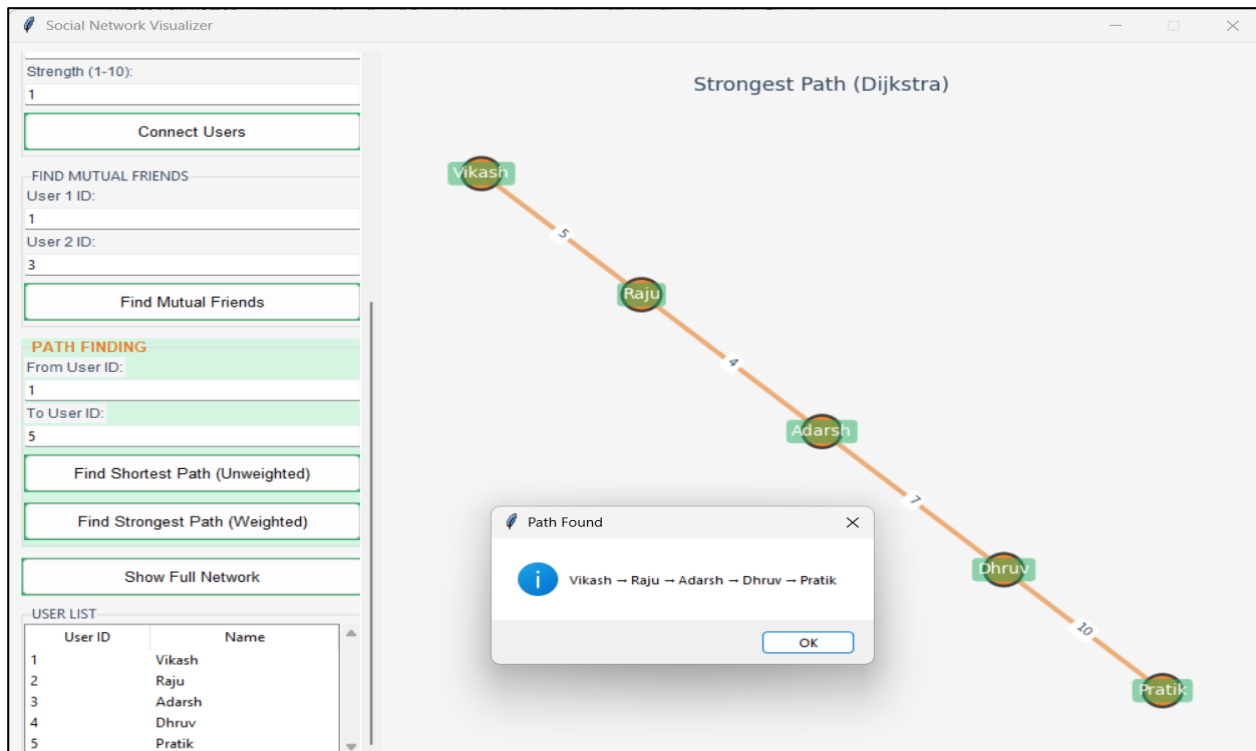 Social Network Visualizer
Strength (1-10):
1
Connect Users
FIND MUTUAL FRIENDS
User 1 ID:
1
User 2 ID:
3
Find Mutual Friends
PATH FINDING
From User ID:
1
To User ID:
5
Find Shortest Path (Unweighted)
Find Strongest Path (Weighted)
Show Full Network
USER LIST
User ID Name
1 Vikash
2 Raju
3 Adarsh
4 Dhruv
5 Pratik
Strongest Path (Dijkstra)
Vikash
5
Raju
4
Adarsh
7
Dhruv
10
Pratik
Path Found
Vikash → Raju → Adarsh → Dhruv → Pratik
OK